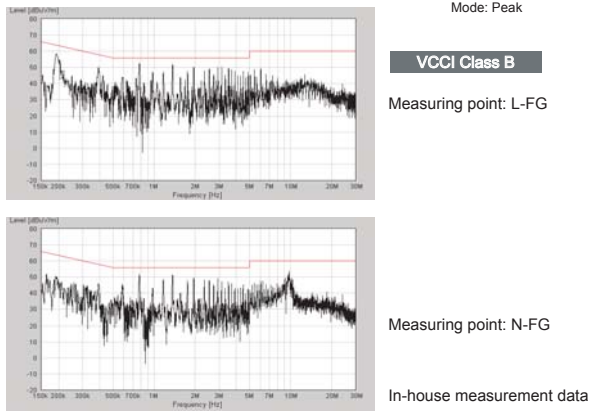 Level [dBuV/m]
Mode: Peak
80
70
60
50
40
30
20
10
0
-10
-20
150k 200k 300k 500k 700k 1M 2M 3M 5M 7M 10M 20M 30M
Frequency [Hz]
VCCI Class B
Measuring point: L-FG
Level [dBuV/m]
80
70
60
50
40
30
20
10
0
-10
-20
150k 200k 300k 500k 700k 1M 2M 3M 5M 7M 10M 20M 30M
Frequency [Hz]
Measuring point: N-FG
In-house measurement data